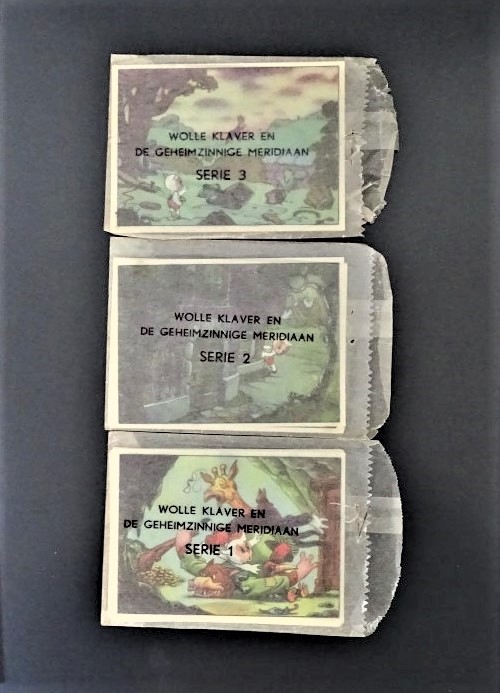 WOLLE KLAVER EN
DE GEHEIMZINNIGE MERIDIAAN
SERIE 3
WOLLE KLAVER EN
DE GEHEIMZINNIGE MERIDIAAN
SERIE 2
WOLLE KLAVER EN
DE GEHEIMZINNIGE MERIDIAAN
SERIE 1